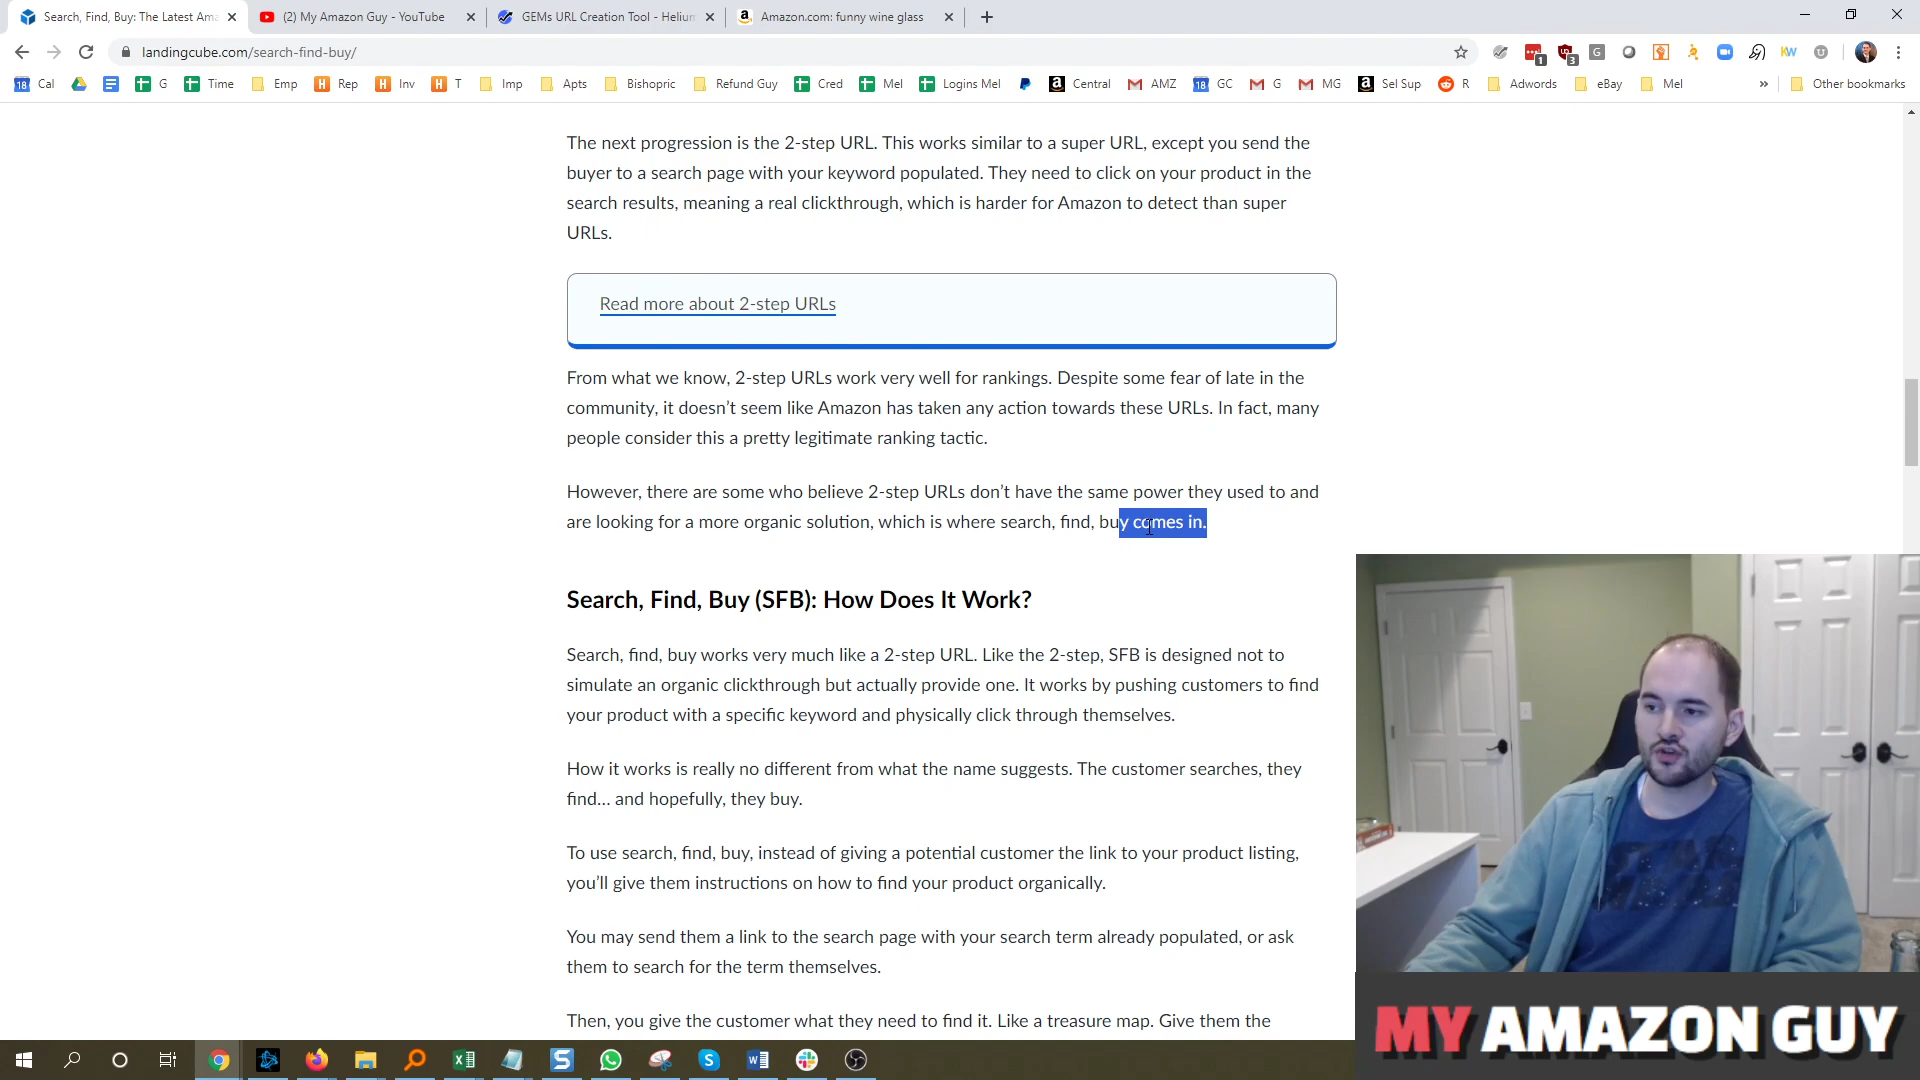 Search, Find, Buy: The Latest Ama
(2) My Amazon Guy - YouTube
GEMs URL Creation Tool - Helium
Amazon.com: funny wine glass
landingcube.com/search-find-buy/
Cal
G
Time
Emp
Rep
Inv
T
Imp
Apts
Bishopric
Refund Guy
Cred
Mel
Logins Mel
Central
AMZ
GC
G
MG
Sel Sup
R
Adwords
eBay
Mel
»
Other bookmarks
The next progression is the 2-step URL. This works similar to a super URL, except you send the
buyer to a search page with your keyword populated. They need to click on your product in the
search results, meaning a real clickthrough, which is harder for Amazon to detect than super
URLs.
Read more about 2-step URLs
From what we know, 2-step URLs work very well for rankings. Despite some fear of late in the
community, it doesn’t seem like Amazon has taken any action towards these URLs. In fact, many
people consider this a pretty legitimate ranking tactic.
However, there are some who believe 2-step URLs don’t have the same power they used to and
are looking for a more organic solution, which is where search, find, buy comes in.
Search, Find, Buy (SFB): How Does It Work?
Search, find, buy works very much like a 2-step URL. Like the 2-step, SFB is designed not to
simulate an organic clickthrough but actually provide one. It works by pushing customers to find
your product with a specific keyword and physically click through themselves.
How it works is really no different from what the name suggests. The customer searches, they
find… and hopefully, they buy.
To use search, find, buy, instead of giving a potential customer the link to your product listing,
you’ll give them instructions on how to find your product organically.
You may send them a link to the search page with your search term already populated, or ask
them to search for the term themselves.
Then, you give the customer what they need to find it. Like a treasure map. Give them the
MY AMAZON GUY